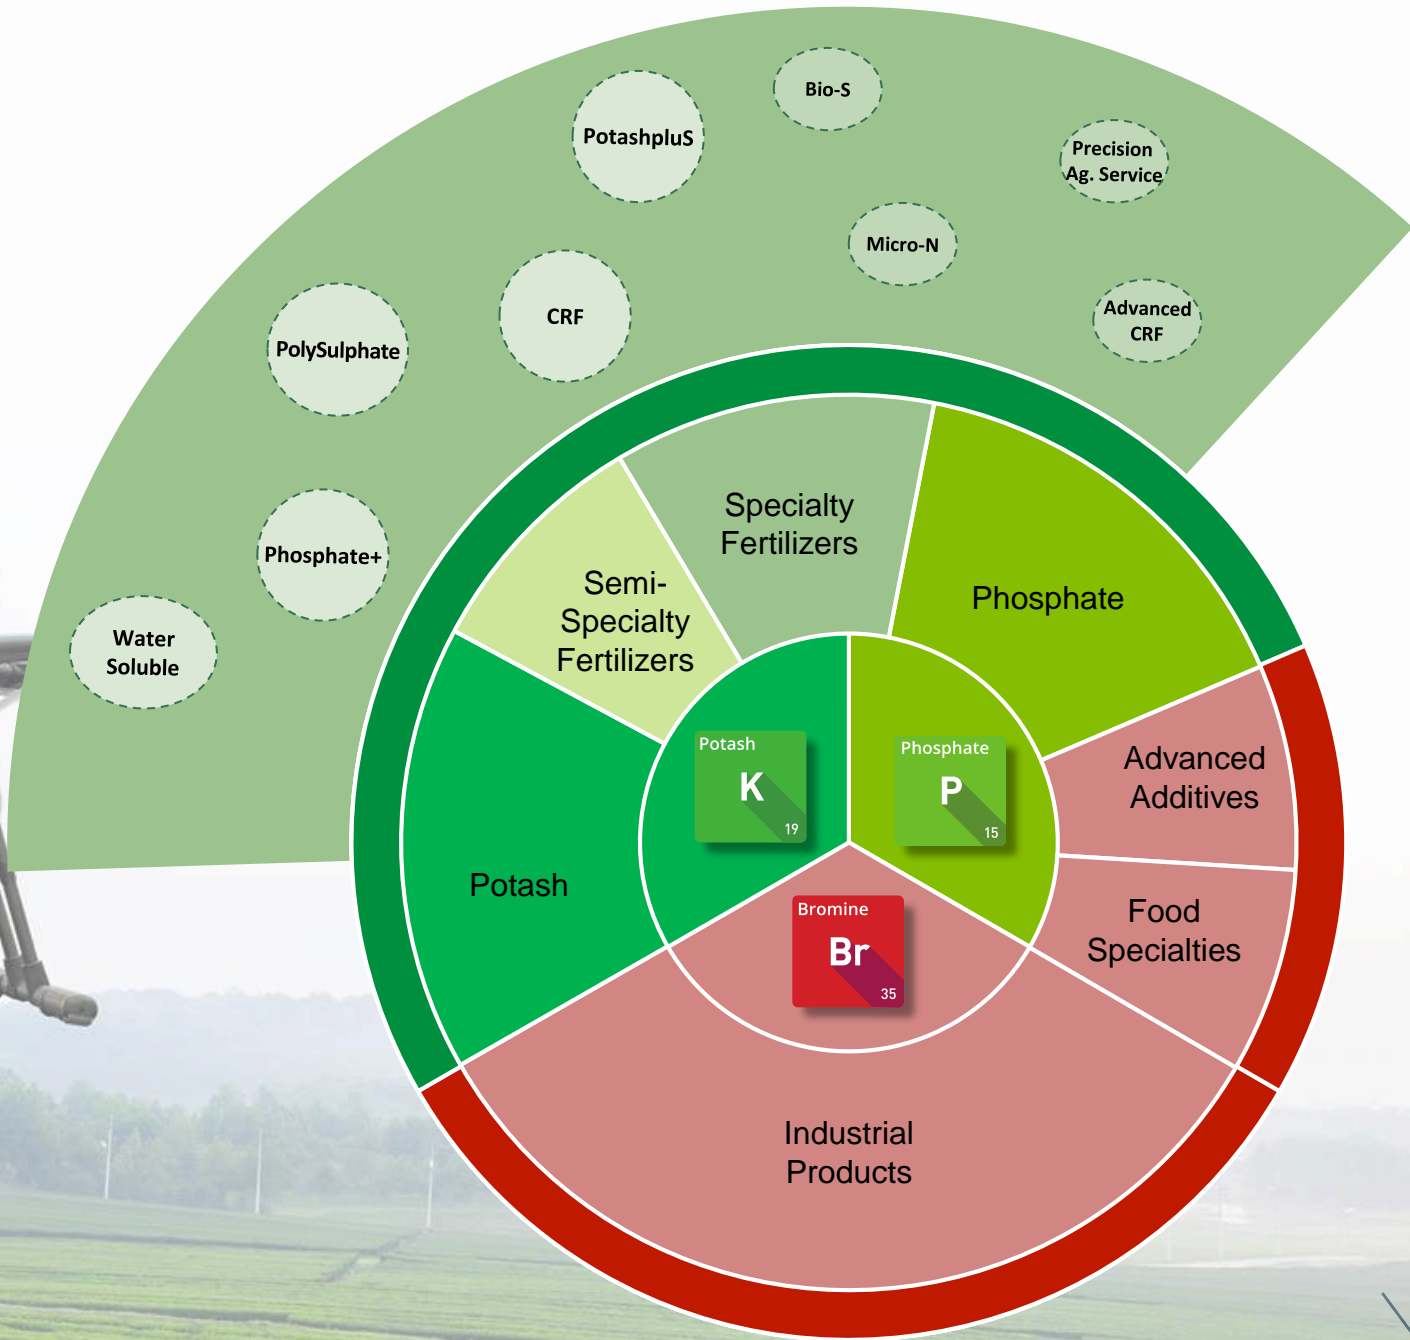 Bio-S
PotashpluS
Precision
Ag. Service
Micro-N
CRF
Advanced
CRF
PolySulphate
Phosphate+
Water
Soluble
Specialty
Fertilizers
Semi-
Specialty
Fertilizers
Phosphate
Potash
K
19
Phosphate
P
15
Advanced
Additives
Potash
Bromine
Br
35
Food
Specialties
Industrial
Products